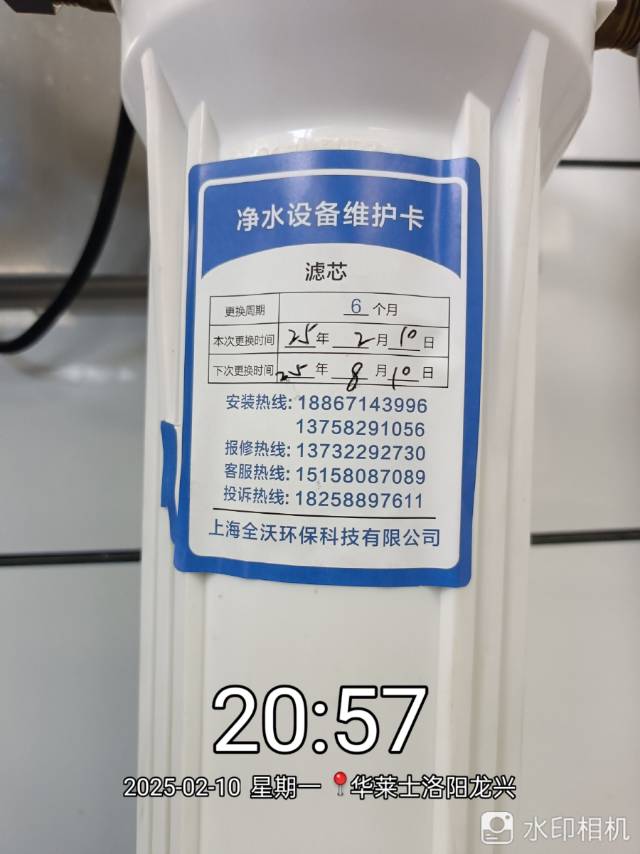 净水设备维护卡
滤芯
更换周期 6 个月
本次更换时间 25 年 2 月 10 日
下次更换时间 25 年 8 月 10 日
安装热线: 18867143996
13758291056
报修热线: 13732292730
客服热线: 15158087089
投诉热线: 18258897611
上海全沃环保科技有限公司
20:57
2025-02-10 星期一 华莱士洛阳龙兴
水印相机